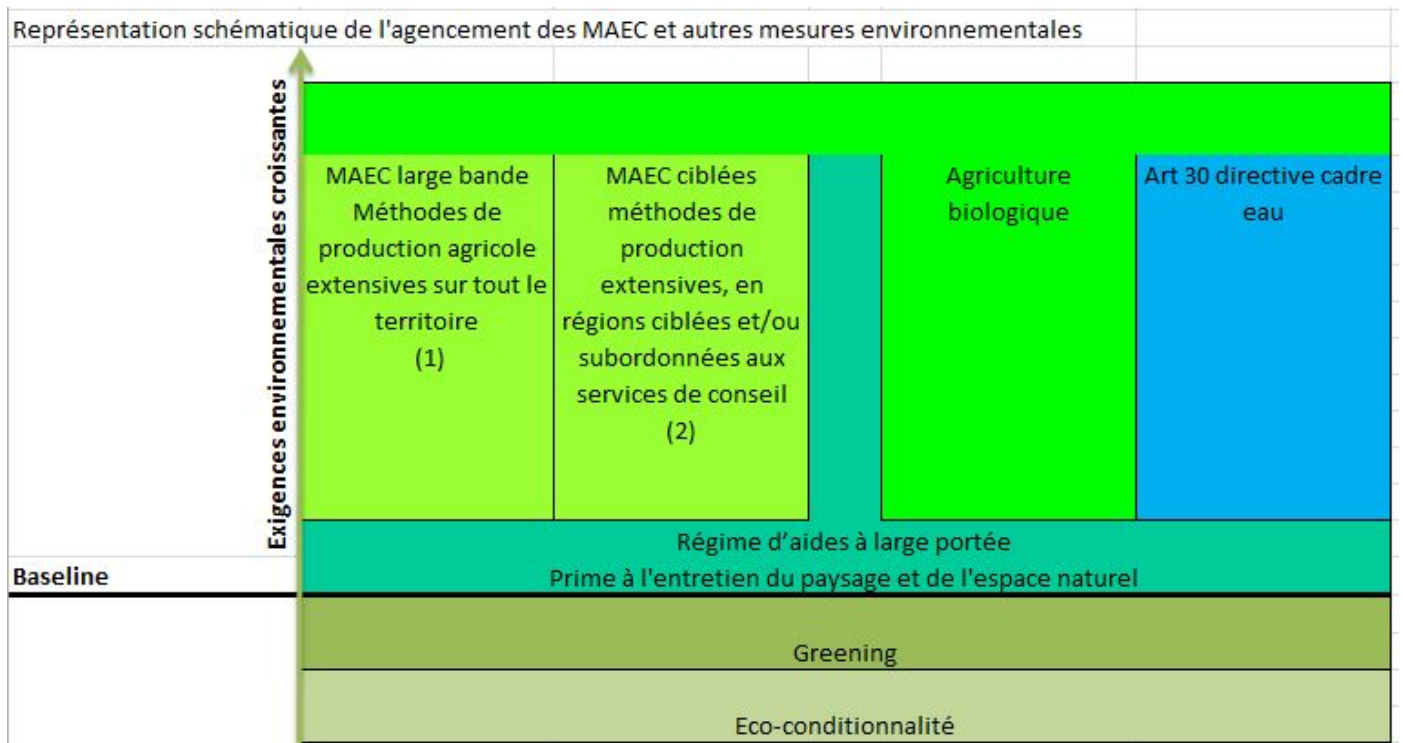 Représentation schématique de l'agencement des MAEC et autres mesures environnementales
Exigences environnementales croissantes
MAEC large bande
Méthodes de
production agricole
extensives sur tout le
territoire
(1)
MAEC ciblées
méthodes de
production
extensives, en
régions ciblées et/ou
subordonnées aux
services de conseil
(2)
Agriculture
biologique
Art 30 directive cadre
eau
Régime d’aides à large portée
Prime à l'entretien du paysage et de l'espace naturel
Baseline
Greening
Eco-conditionnalité